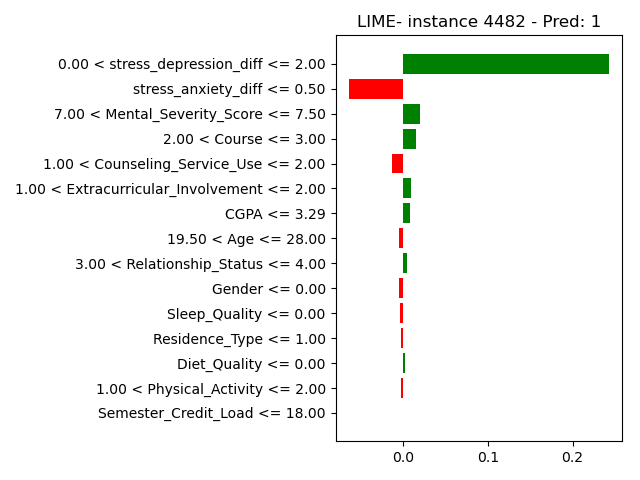 LIME- instance 4482 - Pred: 1
0.00 < stress_depression_diff <= 2.00
stress_anxiety_diff <= 0.50
7.00 < Mental_Severity_Score <= 7.50
2.00 < Course <= 3.00
1.00 < Counseling_Service_Use <= 2.00
1.00 < Extracurricular_Involvement <= 2.00
CGPA <= 3.29
19.50 < Age <= 28.00
3.00 < Relationship_Status <= 4.00
Gender <= 0.00
Sleep_Quality <= 0.00
Residence_Type <= 1.00
Diet_Quality <= 0.00
1.00 < Physical_Activity <= 2.00
Semester_Credit_Load <= 18.00
0.0 0.1 0.2